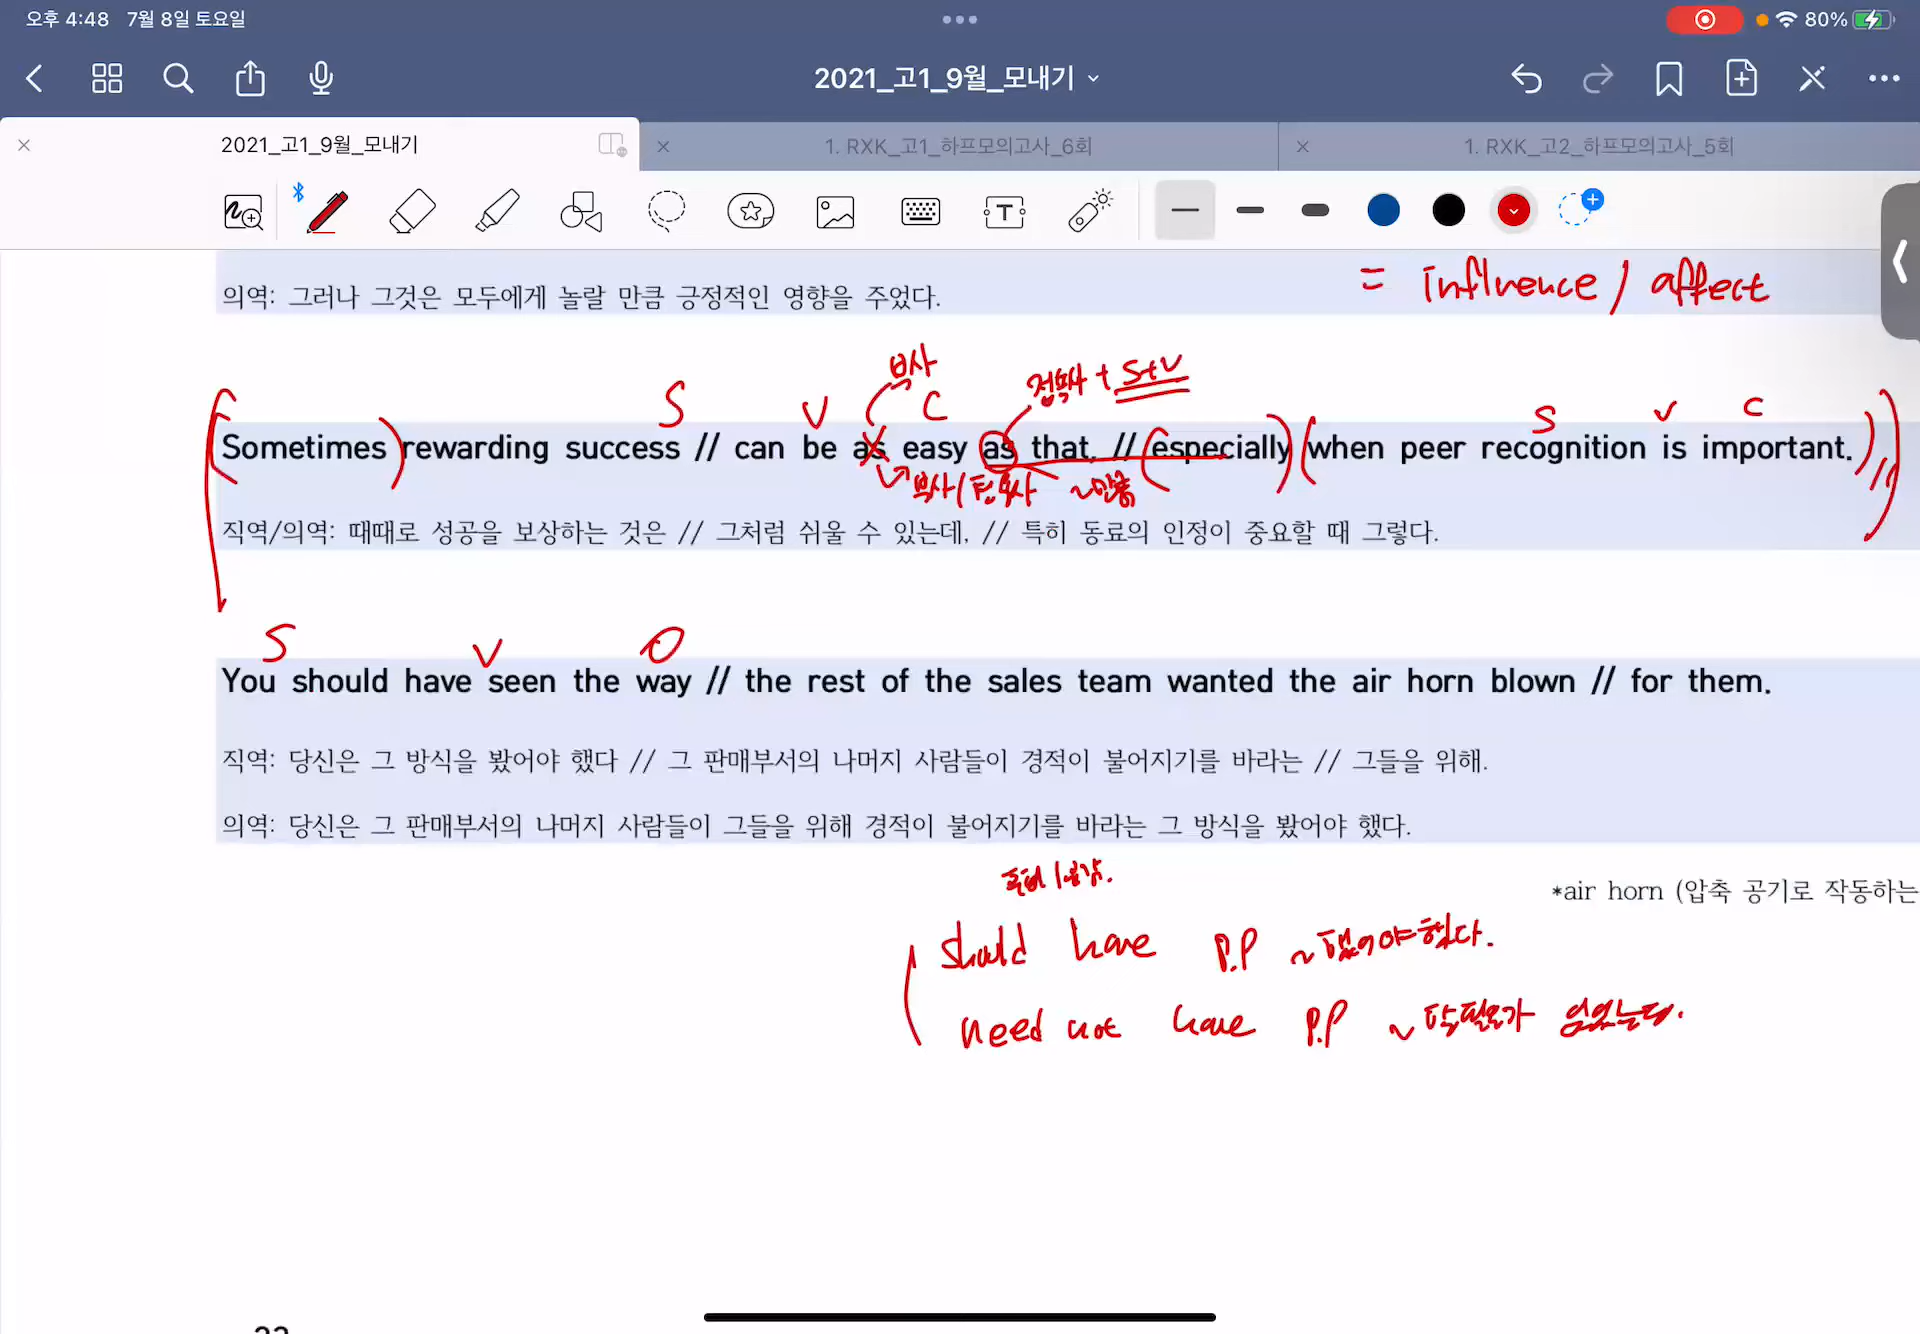 오후 4:48 7월 8일 토요일
80%
2021_고1_9월_모내기
2021_고1_9월_모내기
1. RXK_고1_하프모의고사_6회
1. RXK_고2_하프모의고사_5회
의역: 그러나 그것은 모두에게 놀랄 만큼 긍정적인 영향을 주었다.
= influence / affect
부사
접속사 + S+V
S V C S V C
Sometimes rewarding success // can be as easy as that, // especially when peer recognition is important.
부사/형용사 ~만큼
직역/의역: 때때로 성공을 보상하는 것은 // 그처럼 쉬울 수 있는데, // 특히 동료의 인정이 중요할 때 그렇다.
S V O
You should have seen the way // the rest of the sales team wanted the air horn blown // for them.
직역: 당신은 그 방식을 봤어야 했다 // 그 판매부서의 나머지 사람들이 경적이 불어지기를 바라는 // 그들을 위해.
의역: 당신은 그 판매부서의 나머지 사람들이 그들을 위해 경적이 불어지기를 바라는 그 방식을 봤어야 했다.
*air horn (압축 공기로 작동하는
should have P.P ~했어야 했다.
need not have P.P ~할 필요가 없었는데.